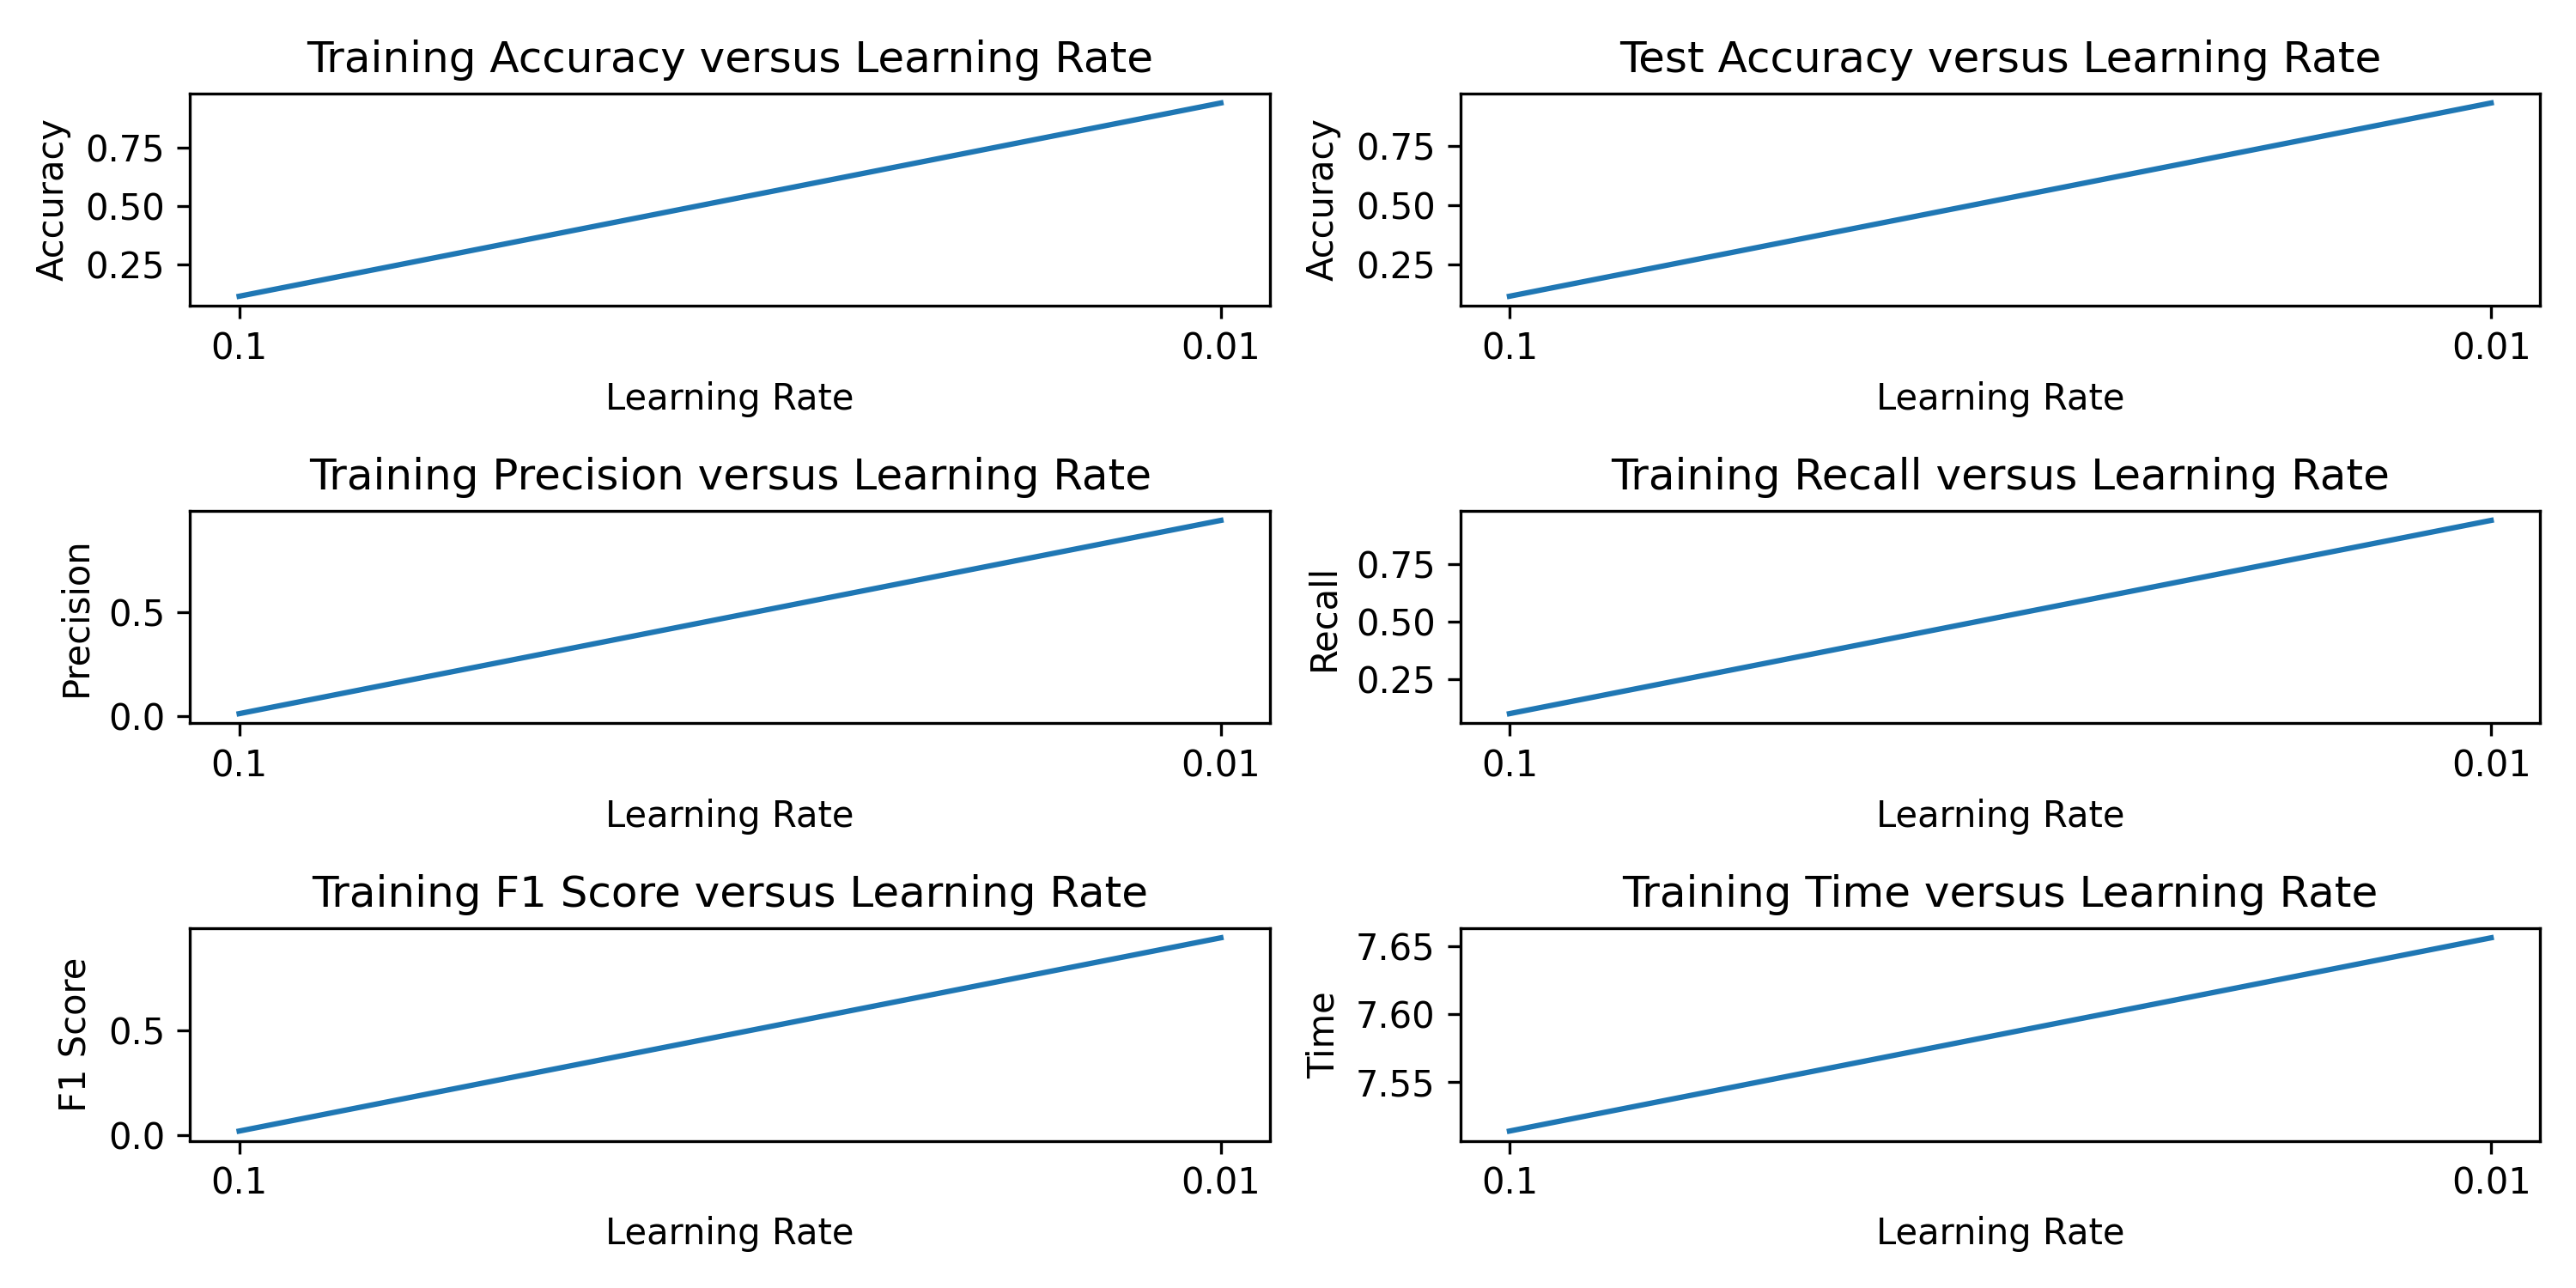 Training Accuracy versus Learning Rate
Accuracy
0.75
0.50
0.25
0.1 0.01
Learning Rate
Test Accuracy versus Learning Rate
Accuracy
0.75
0.50
0.25
0.1 0.01
Learning Rate
Training Precision versus Learning Rate
Precision
0.5
0.0
0.1 0.01
Learning Rate
Training Recall versus Learning Rate
Recall
0.75
0.50
0.25
0.1 0.01
Learning Rate
Training F1 Score versus Learning Rate
F1 Score
0.5
0.0
0.1 0.01
Learning Rate
Training Time versus Learning Rate
Time
7.65
7.60
7.55
0.1 0.01
Learning Rate